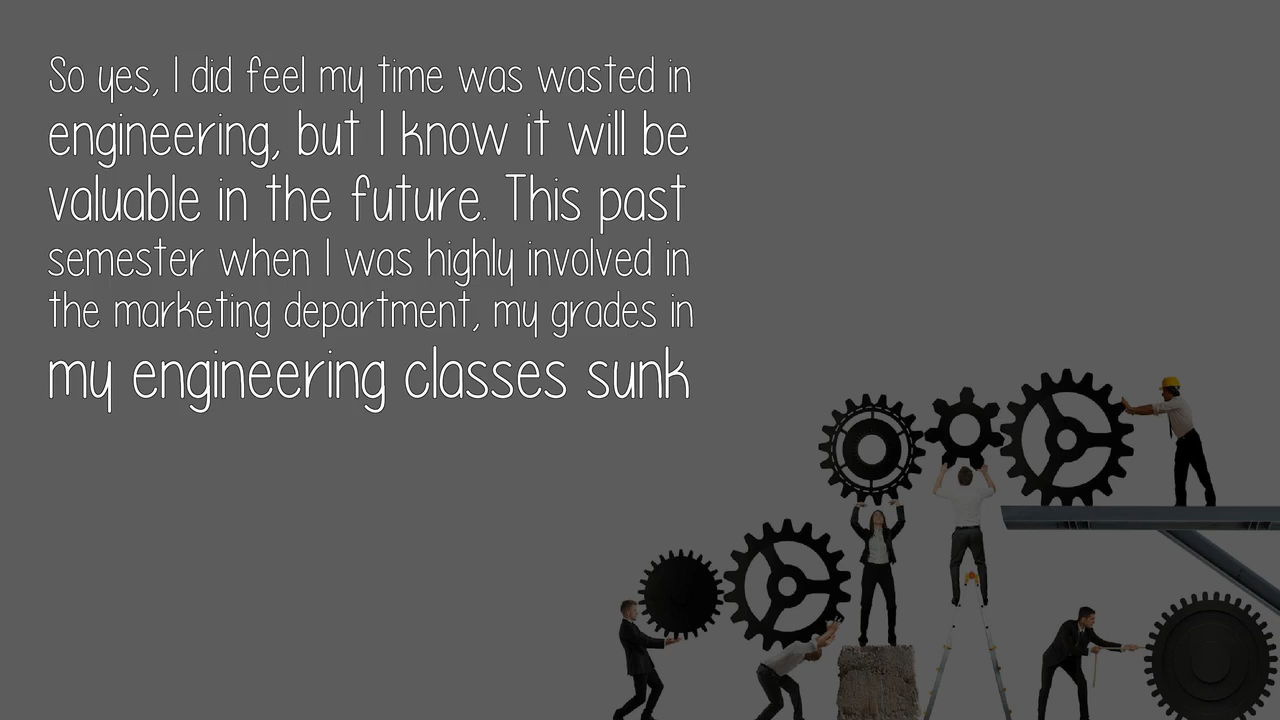 So yes, I did feel my time was wasted in
engineering, but I know it will be
valuable in the future. This past
semester when I was highly involved in
the marketing department, my grades in
my engineering classes sunk